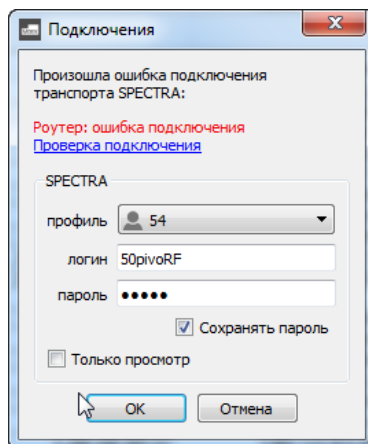 Подключения
Произошла ошибка подключения
транспорта SPECTRA:
Роутер: ошибка подключения
Проверка подключения
SPECTRA
профиль 54
логин 50pivoRF
пароль •••••
Сохранять пароль
Только просмотр
ОК Отмена